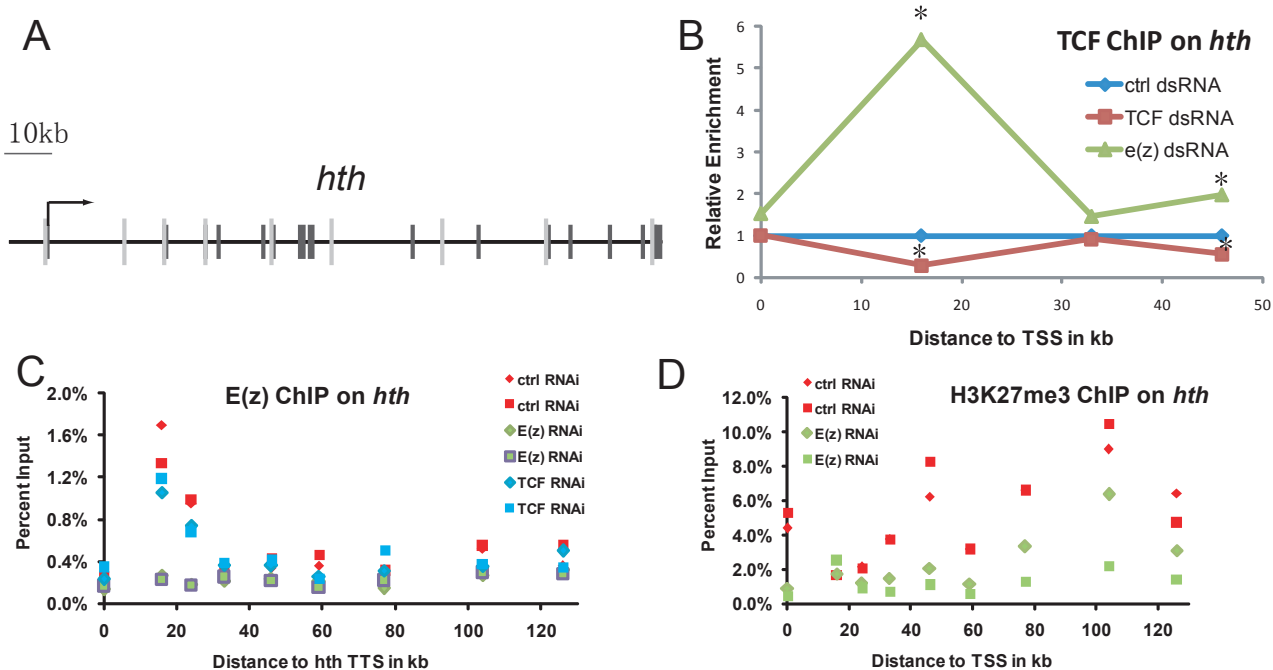 A
10kb
hth
B
TCF ChIP on hth
ctrl dsRNA
TCF dsRNA
e(z) dsRNA
Relative Enrichment
6
5
4
3
2
1
0
*
*
*
*
0 10 20 30 40 50
Distance to TSS in kb
C
E(z) ChIP on hth
ctrl RNAi
ctrl RNAi
E(z) RNAi
E(z) RNAi
TCF RNAi
TCF RNAi
Percent Input
2.0%
1.6%
1.2%
0.8%
0.4%
0.0%
0 20 40 60 80 100 120
Distance to hth TTS in kb
D
H3K27me3 ChIP on hth
ctrl RNAi
ctrl RNAi
E(z) RNAi
E(z) RNAi
Percent Input
12.0%
10.0%
8.0%
6.0%
4.0%
2.0%
0.0%
0 20 40 60 80 100 120
Distance to TSS in kb